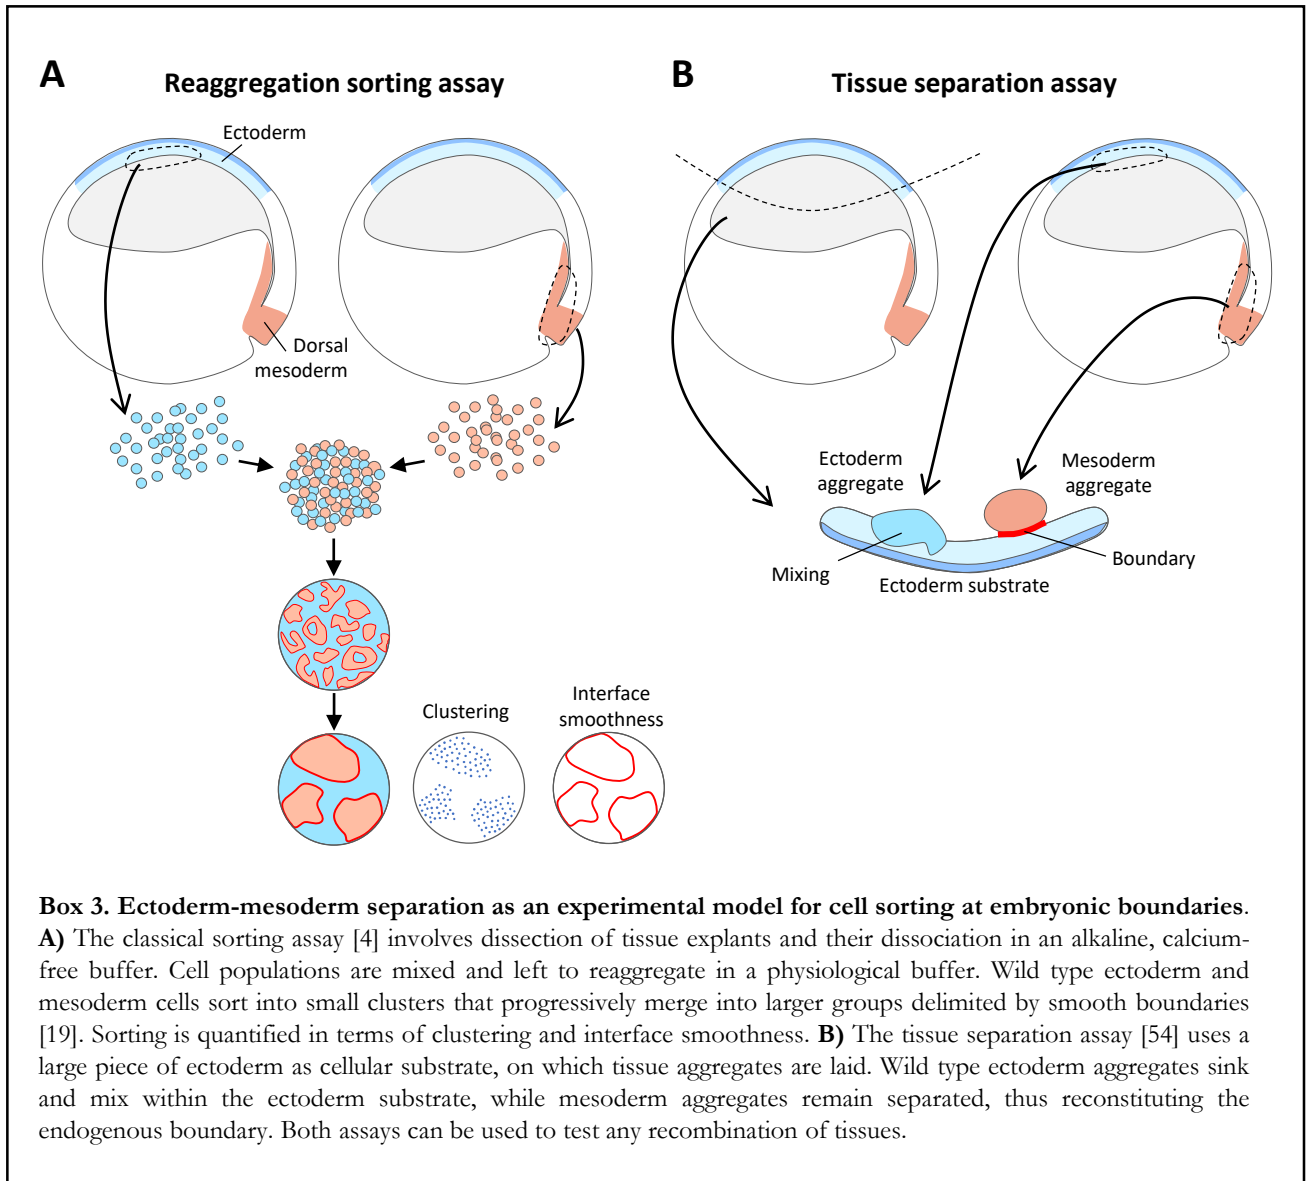 A
Reaggregation sorting assay
Ectoderm
Dorsal
mesoderm
Clustering
Interface
smoothness
B
Tissue separation assay
Ectoderm
aggregate
Mesoderm
aggregate
Mixing
Ectoderm substrate
Boundary
Box 3. Ectoderm-mesoderm separation as an experimental model for cell sorting at embryonic boundaries.
A) The classical sorting assay [4] involves dissection of tissue explants and their dissociation in an alkaline, calcium-
free buffer. Cell populations are mixed and left to reaggregate in a physiological buffer. Wild type ectoderm and
mesoderm cells sort into small clusters that progressively merge into larger groups delimited by smooth boundaries
[19]. Sorting is quantified in terms of clustering and interface smoothness. B) The tissue separation assay [54] uses a
large piece of ectoderm as cellular substrate, on which tissue aggregates are laid. Wild type ectoderm aggregates sink
and mix within the ectoderm substrate, while mesoderm aggregates remain separated, thus reconstituting the
endogenous boundary. Both assays can be used to test any recombination of tissues.